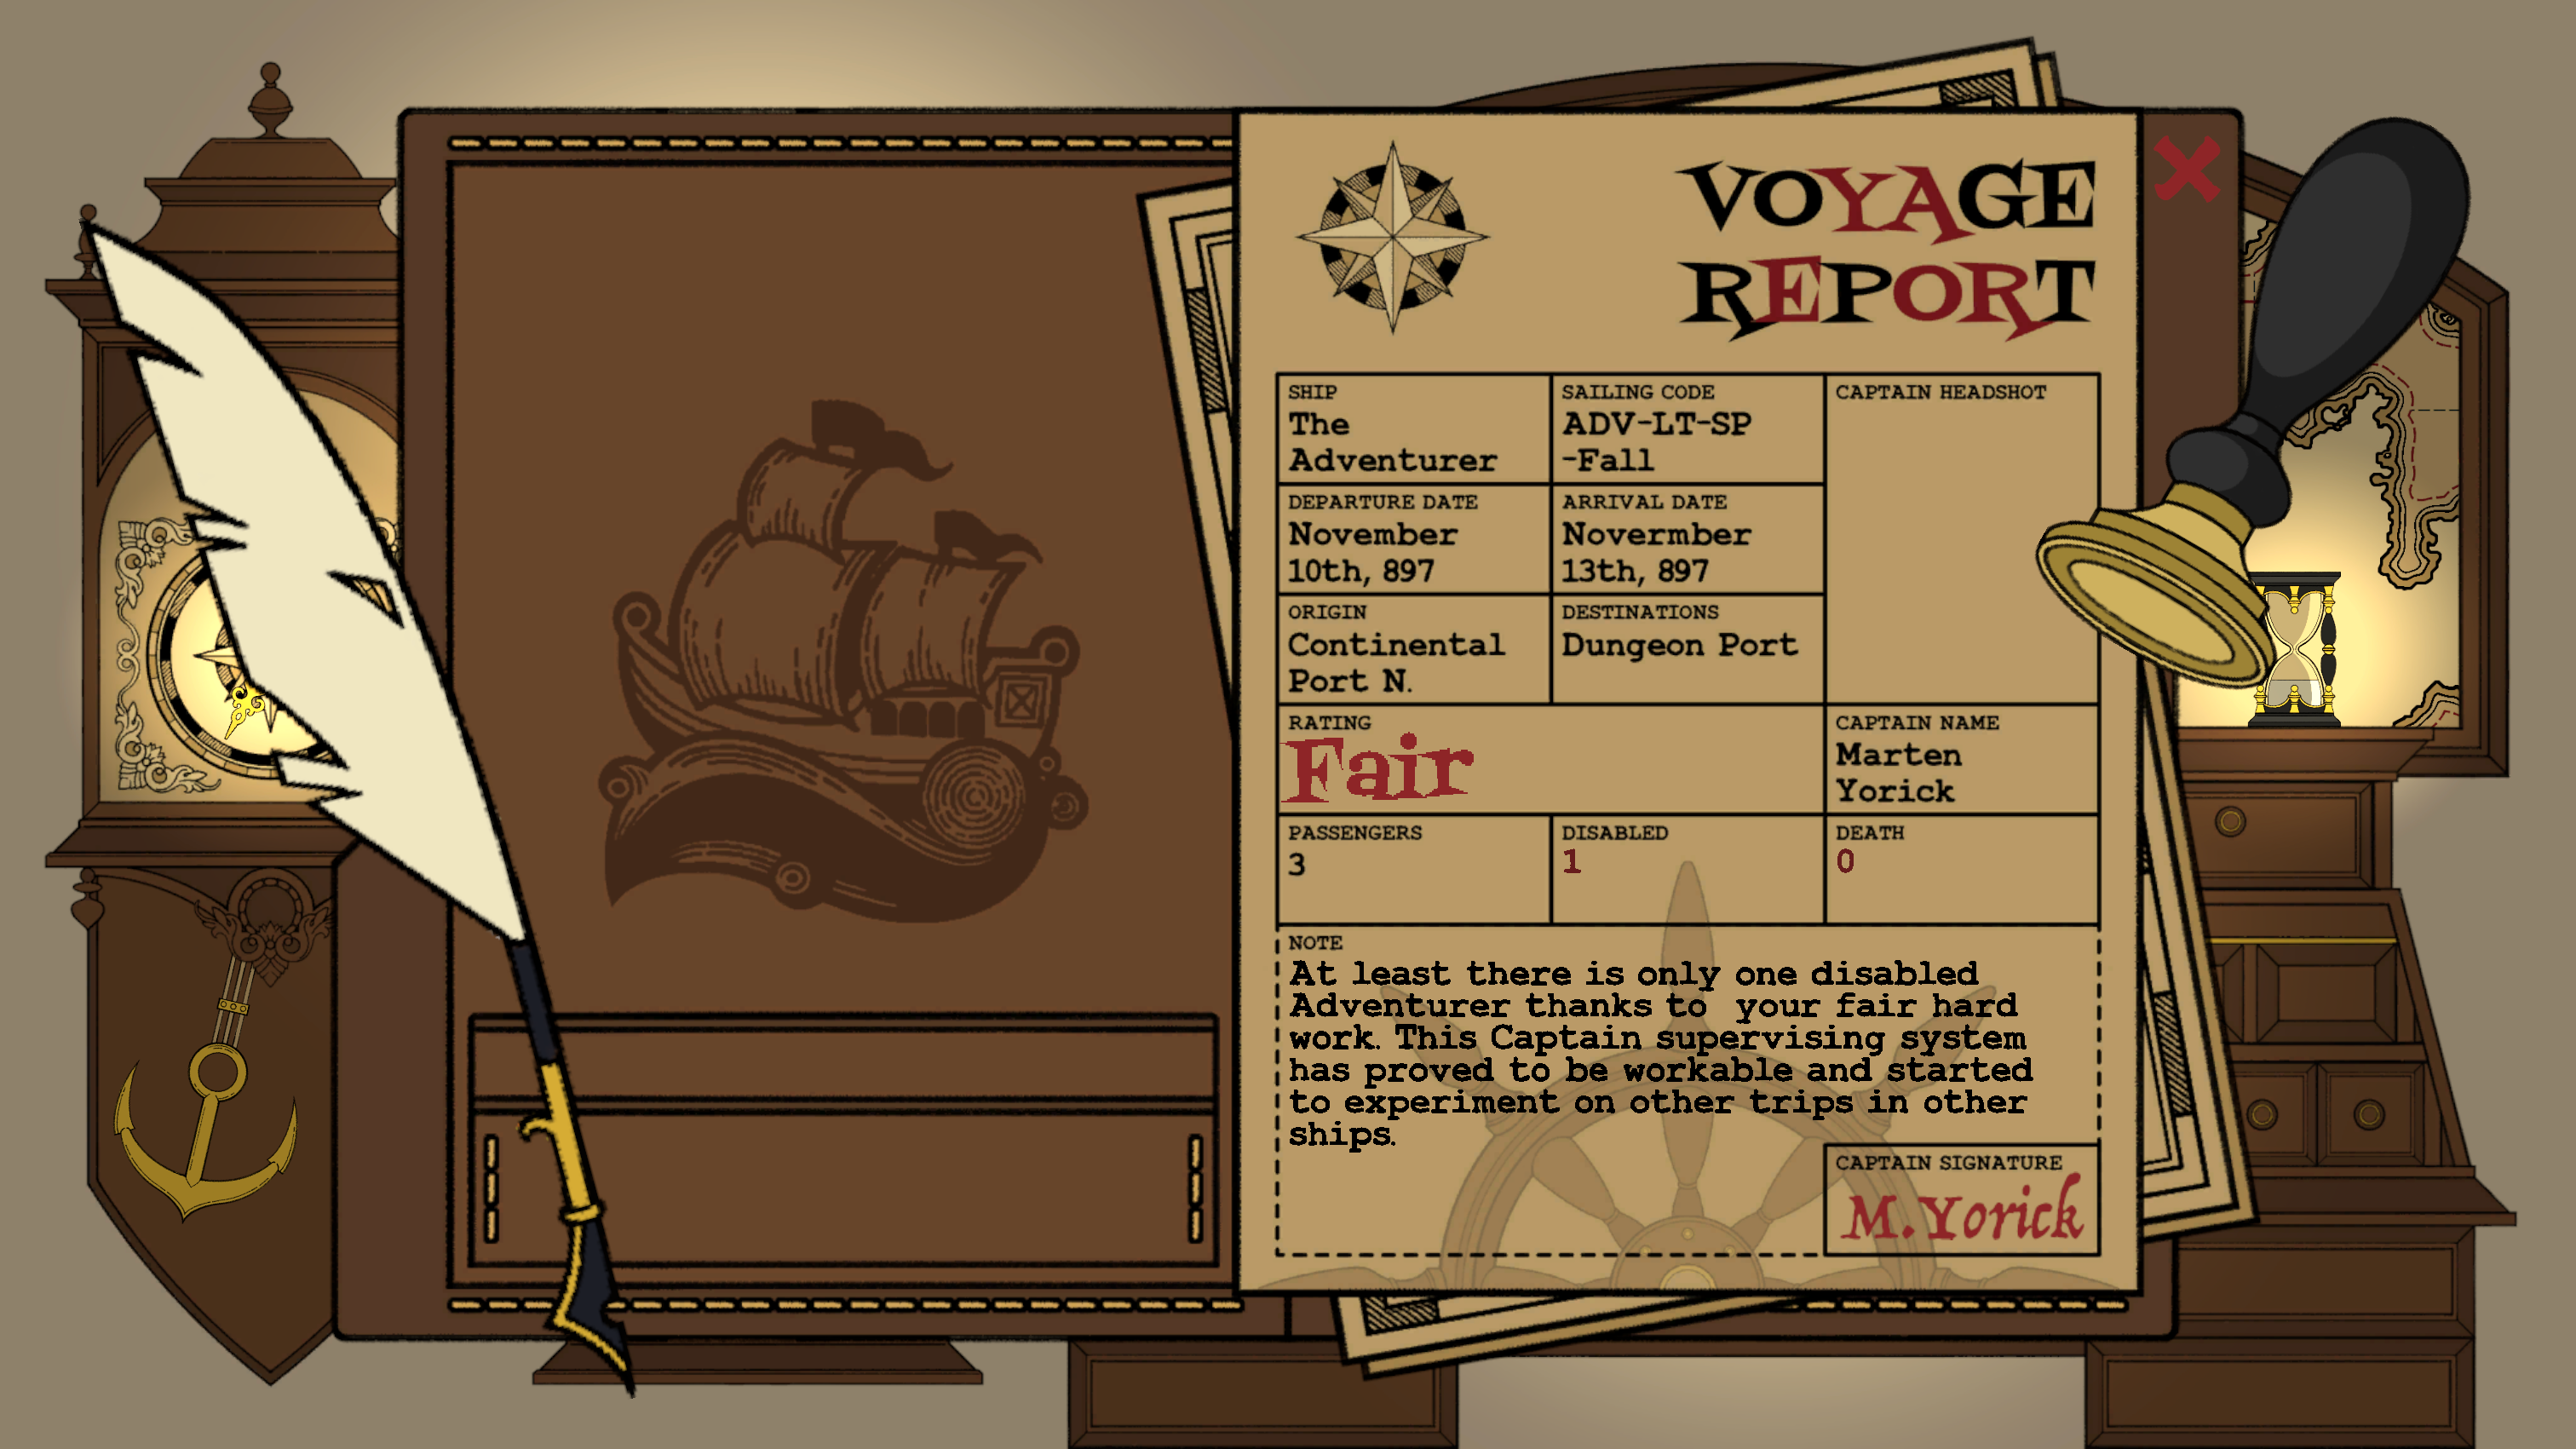 VOYAGE
REPORT
SHIP
The
Adventurer
SAILING CODE
ADV-LT-SP
-Fall
CAPTAIN HEADSHOT
DEPARTURE DATE
November
10th, 897
ARRIVAL DATE
Novermber
13th, 897
ORIGIN
Continental
Port N.
DESTINATIONS
Dungeon Port
RATING
Fair
CAPTAIN NAME
Marten
Yorick
PASSENGERS
3
DISABLED
1
DEATH
0
NOTE
At least there is only one disabled
Adventurer thanks to  your fair hard
work. This Captain supervising system
has proved to be workable and started
to experiment on other trips in other
ships.
CAPTAIN SIGNATURE
M.Yorick